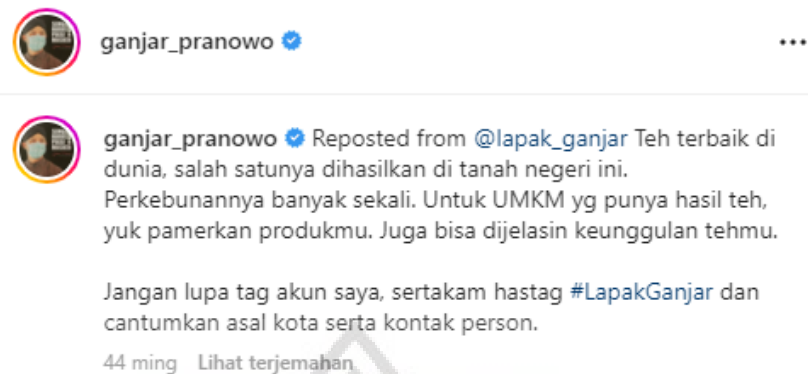 ganjar_pranowo
ganjar_pranowo Reposted from @lapak_ganjar Teh terbaik di
dunia, salah satunya dihasilkan di tanah negeri ini.
Perkebunannya banyak sekali. Untuk UMKM yg punya hasil teh,
yuk pamerkan produkmu. Juga bisa dijelasin keunggulan tehmu.
Jangan lupa tag akun saya, sertakam hastag #LapakGanjar dan
cantumkan asal kota serta kontak person.
44 ming Lihat terjemahan